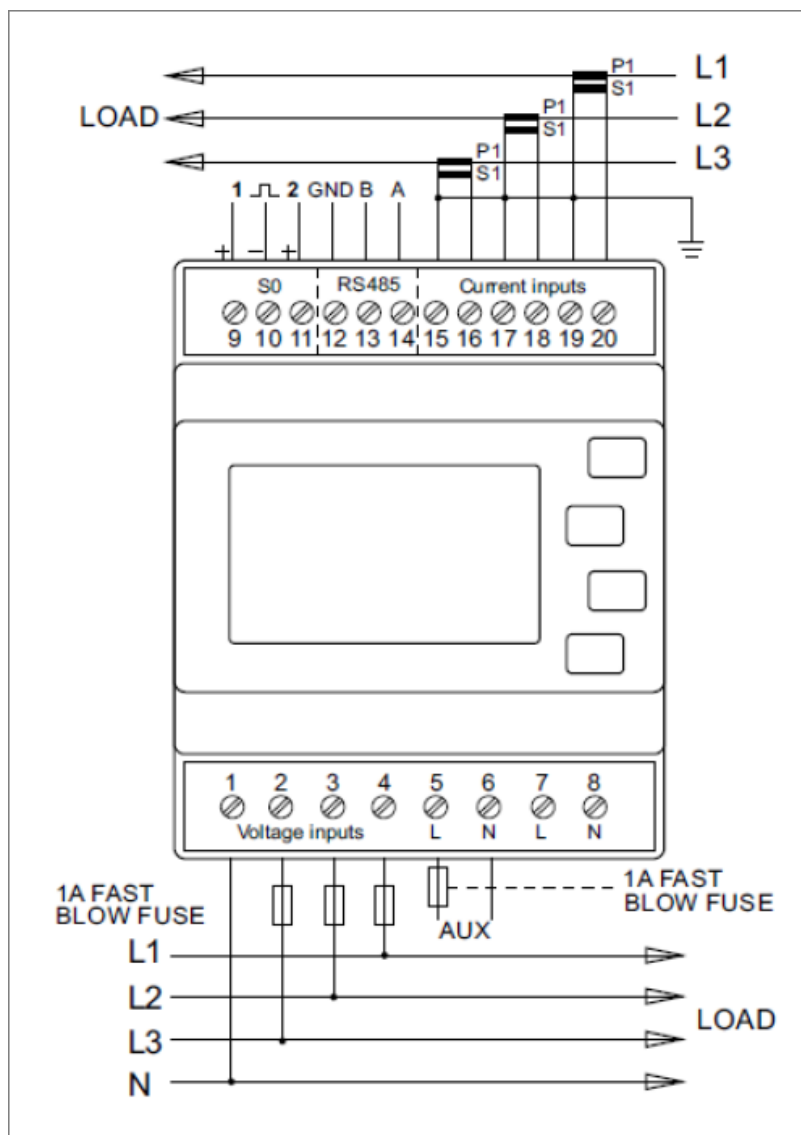 P1
L1
S1
P1
L2
LOAD
S1
P1
L3
S1
1 2 GND B A
+ − +
S0 RS485 Current inputs
9 10 11 12 13 14 15 16 17 18 19 20
1 2 3 4 5 6 7 8
Voltage inputs L N L N
1A FAST
BLOW FUSE
1A FAST
BLOW FUSE
AUX
L1
L2
LOAD
L3
N